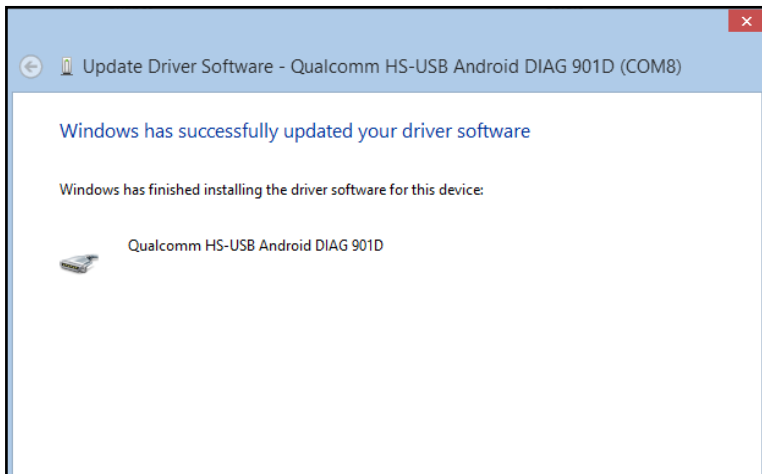 Update Driver Software - Qualcomm HS-USB Android DIAG 901D (COM8)
Windows has successfully updated your driver software
Windows has finished installing the driver software for this device:
Qualcomm HS-USB Android DIAG 901D